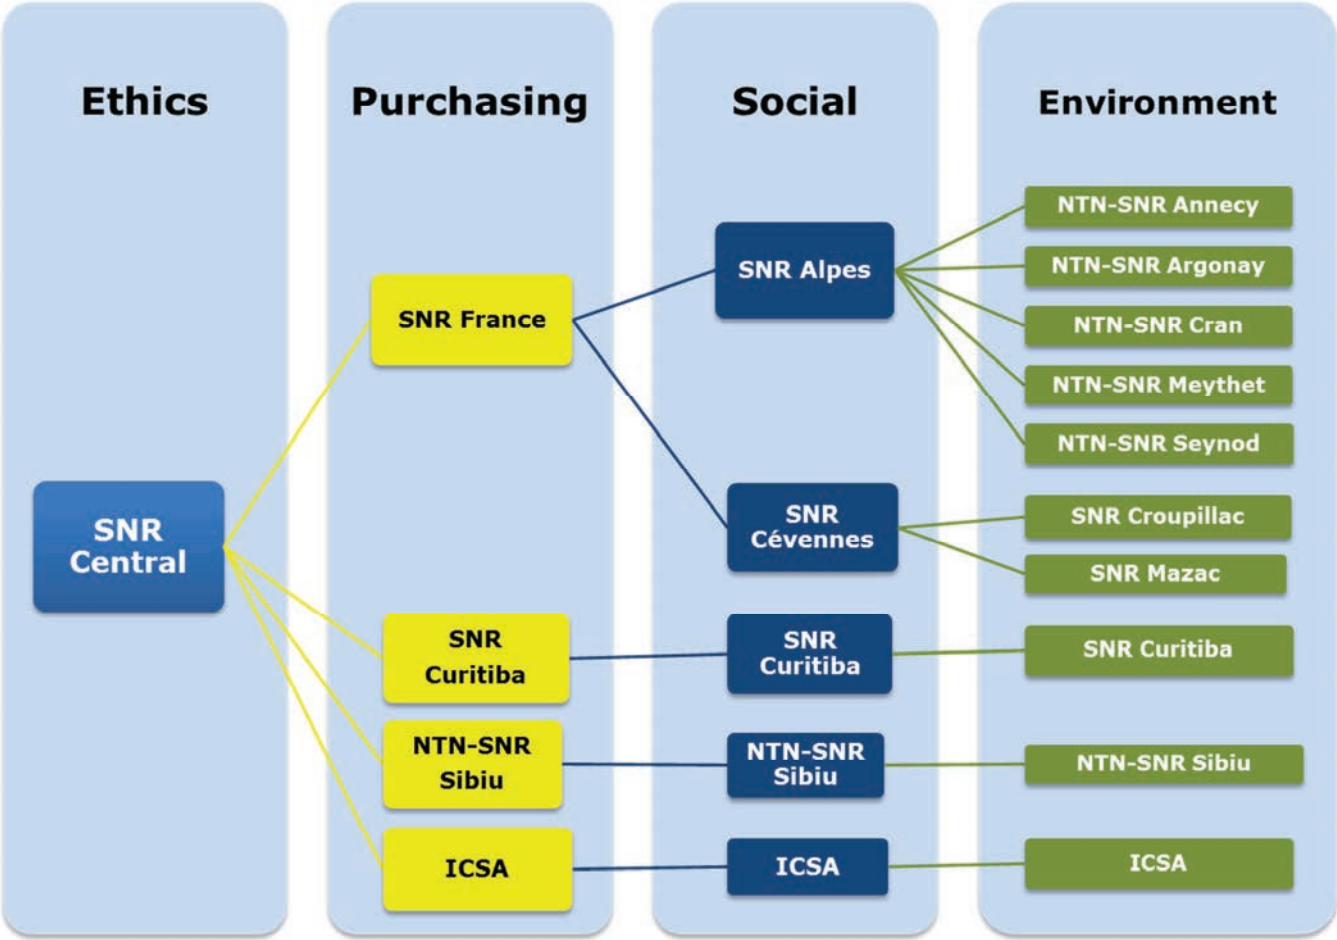 Ethics
Purchasing
Social
Environment
SNR
Central
SNR France
SNR
Curitiba
NTN-SNR
Sibiu
ICSA
SNR Alpes
SNR
Cévennes
SNR
Curitiba
NTN-SNR
Sibiu
ICSA
NTN-SNR Annecy
NTN-SNR Argonay
NTN-SNR Cran
NTN-SNR Meythet
NTN-SNR Seynod
SNR Croupillac
SNR Mazac
SNR Curitiba
NTN-SNR Sibiu
ICSA